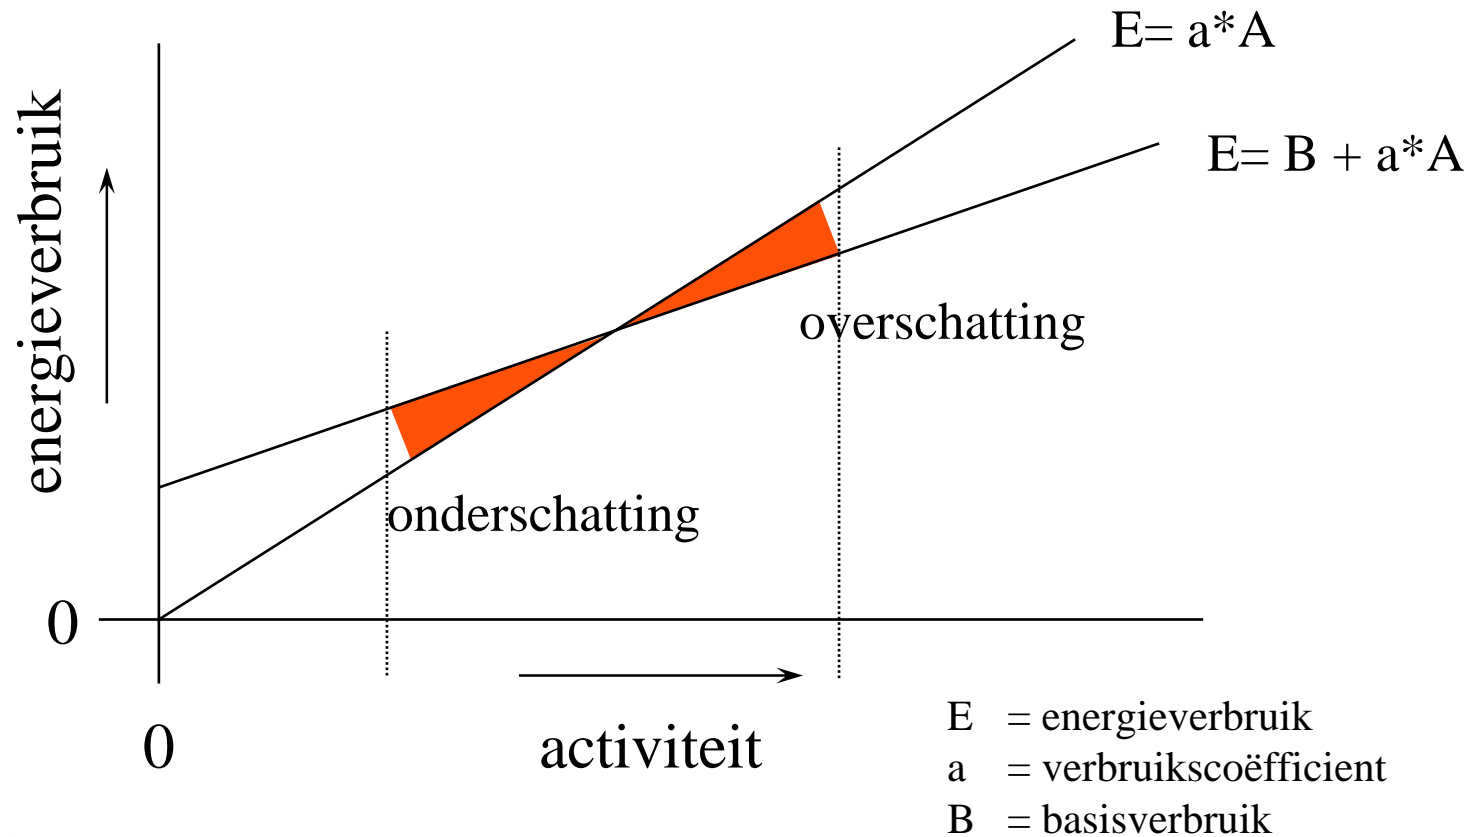 E= a*A
E= B + a*A
energieverbruik
overschatting
onderschatting
0
0
activiteit
E = energieverbruik
a = verbruikscoëfficient
B = basisverbruik